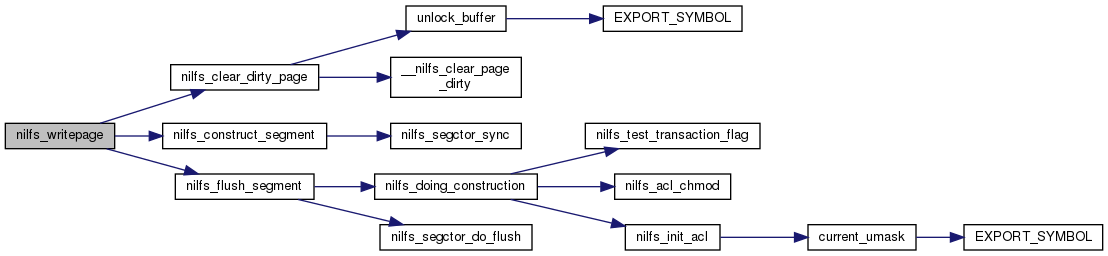 unlock_buffer
EXPORT_SYMBOL
nilfs_clear_dirty_page
__nilfs_clear_page
_dirty
nilfs_writepage
nilfs_construct_segment
nilfs_segctor_sync
nilfs_test_transaction_flag
nilfs_flush_segment
nilfs_doing_construction
nilfs_acl_chmod
nilfs_segctor_do_flush
nilfs_init_acl
current_umask
EXPORT_SYMBOL